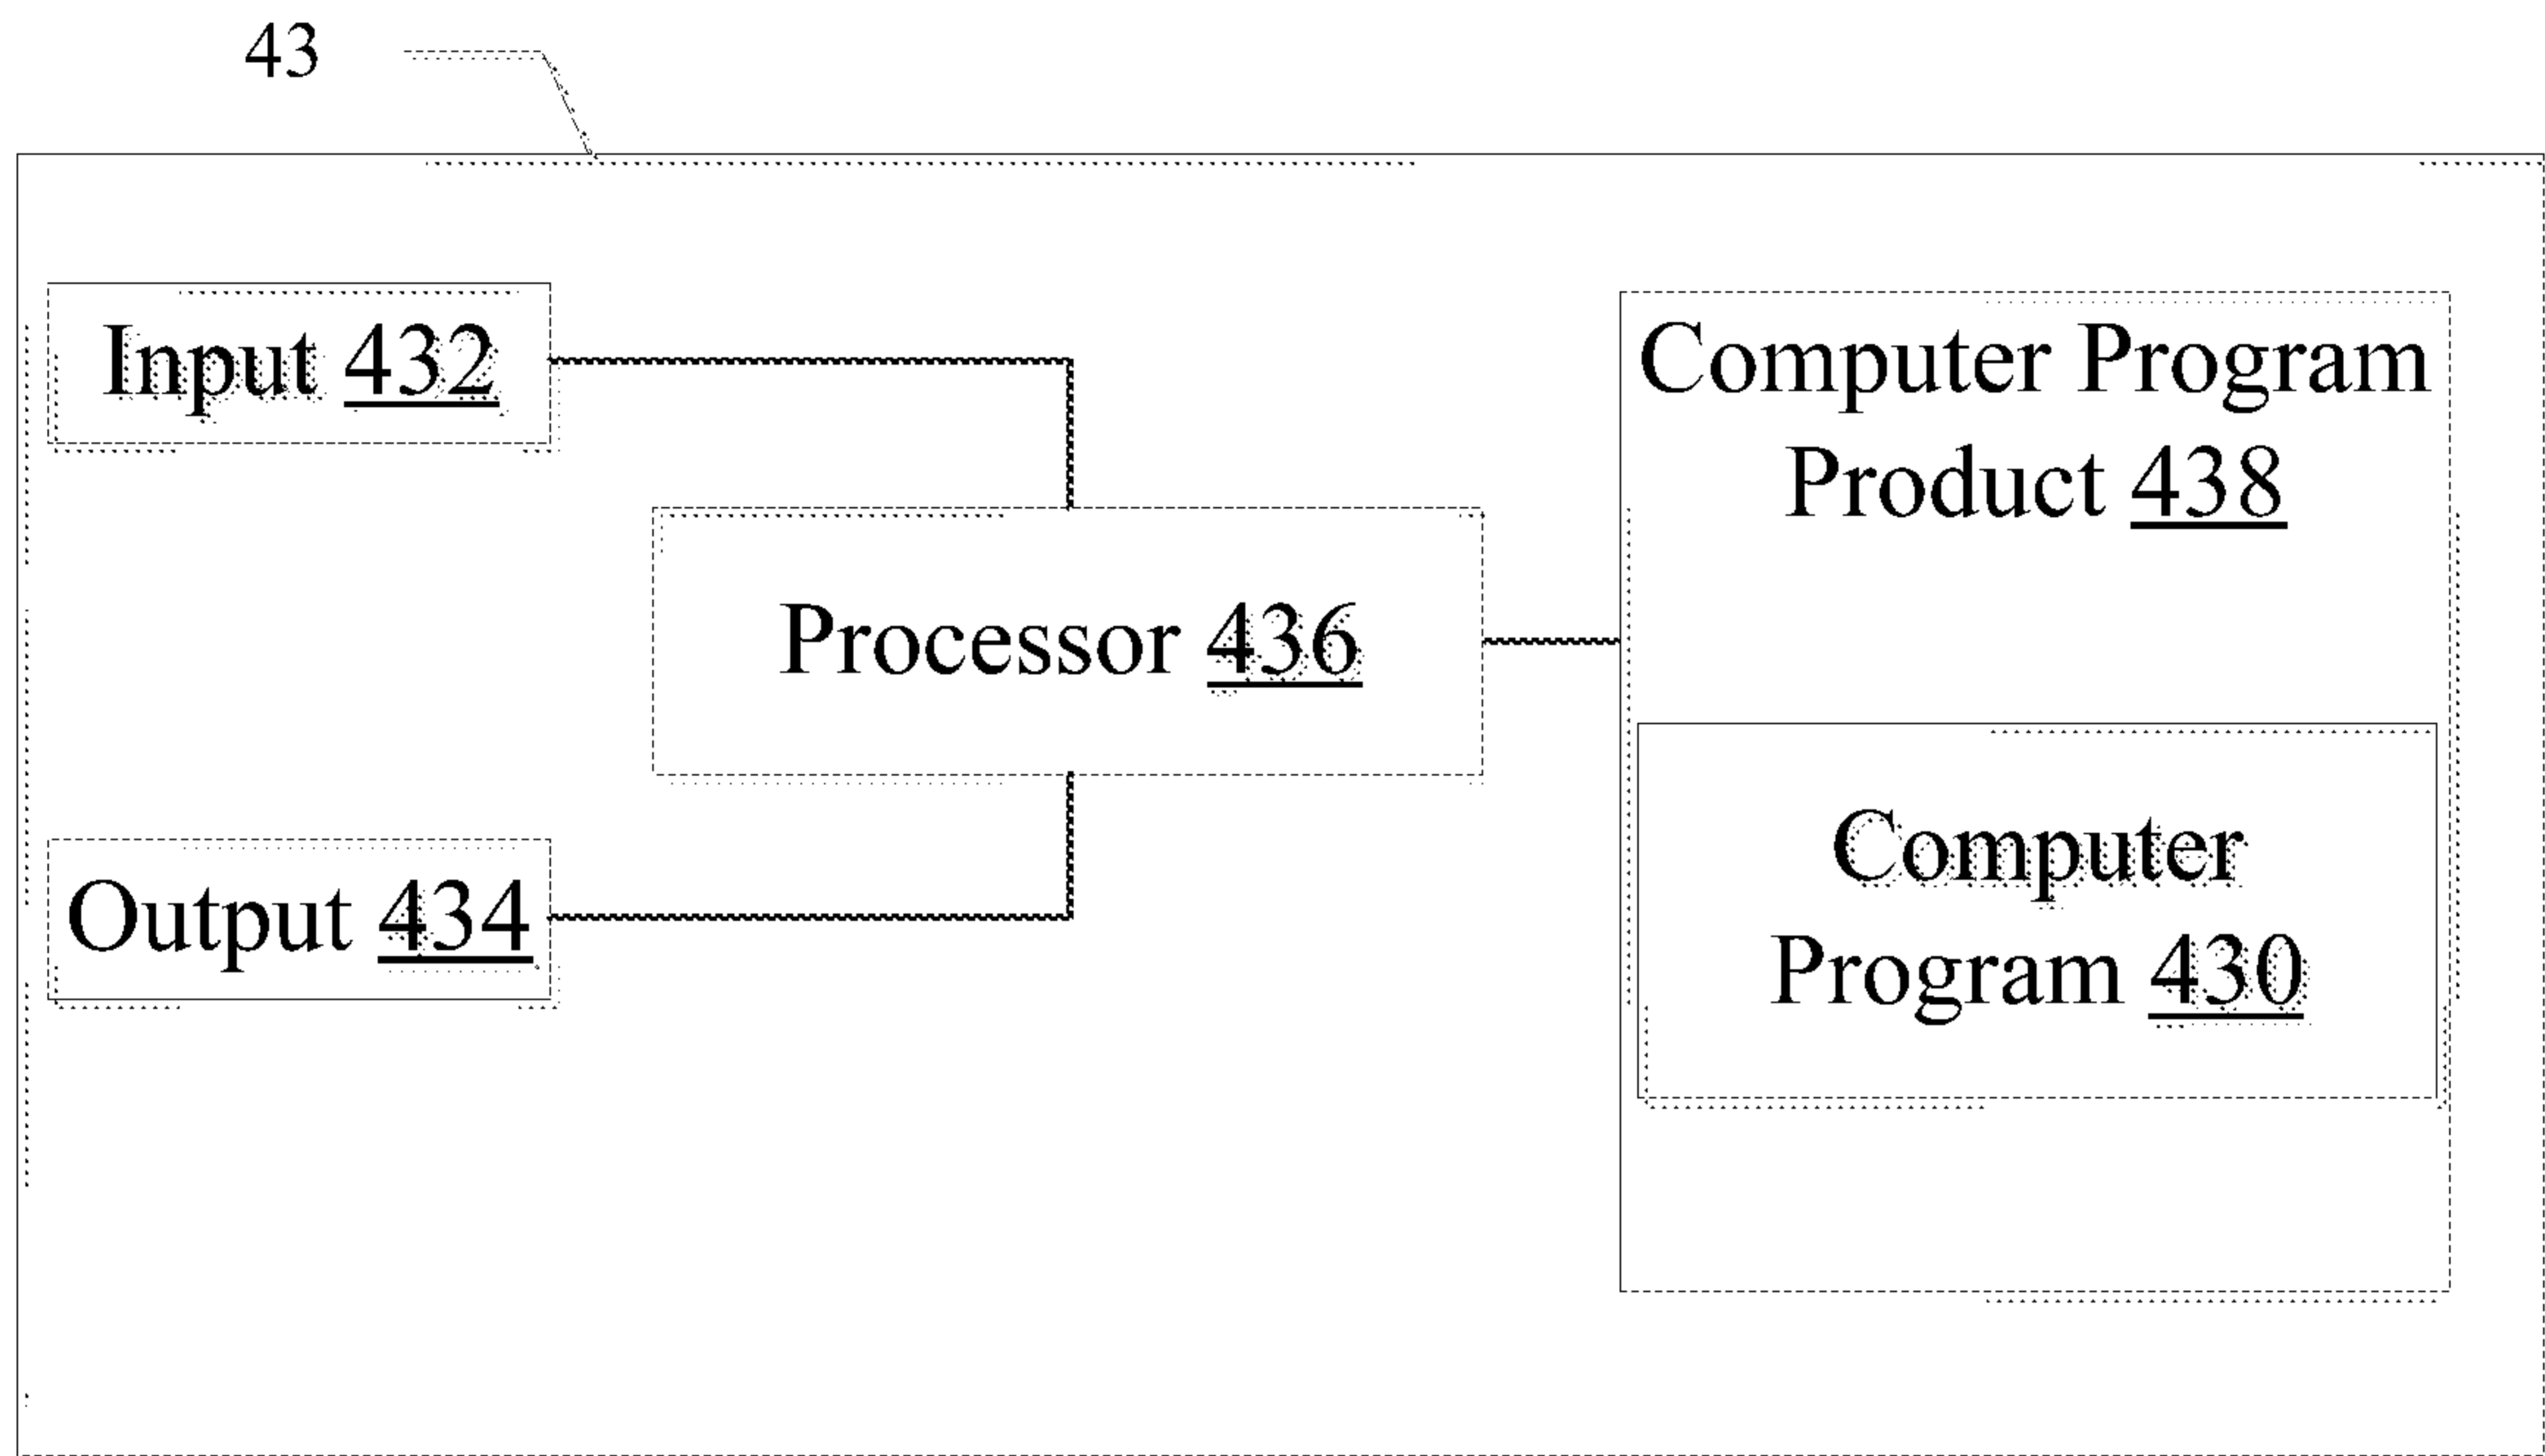 43
Input 432
Computer Program
Product 438
Processor 436
Computer
Program 430
Output 434